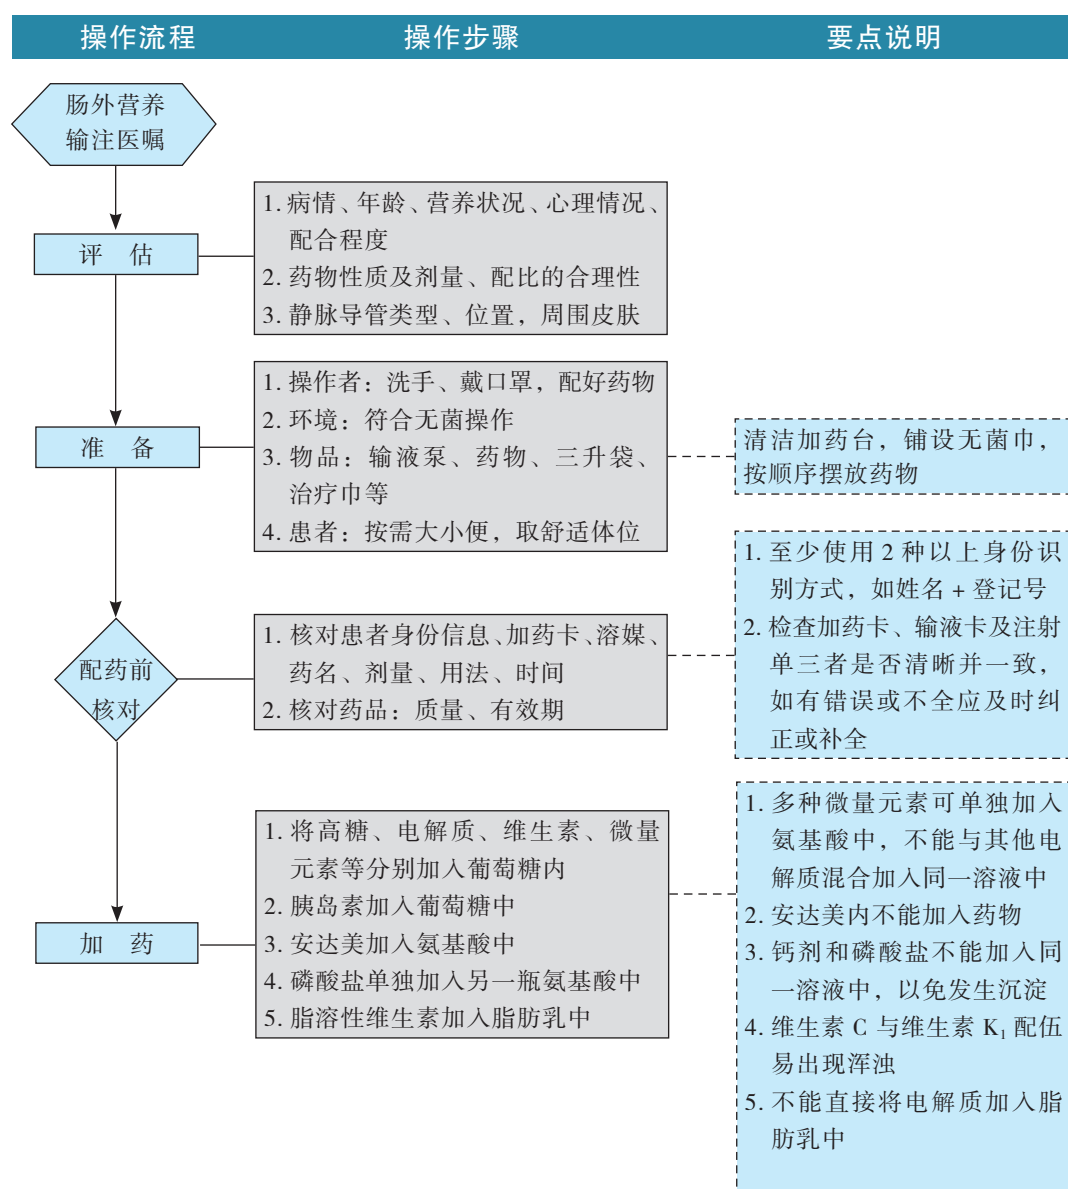 操作流程 操作步骤 要点说明
肠外营养
输注医嘱
评 估
1. 病情、年龄、营养状况、心理情况、
配合程度
2. 药物性质及剂量、配比的合理性
3. 静脉导管类型、位置，周围皮肤
准 备
1. 操作者：洗手、戴口罩，配好药物
2. 环境：符合无菌操作
3. 物品：输液泵、药物、三升袋、
治疗巾等
4. 患者：按需大小便，取舒适体位
清洁加药台，铺设无菌巾，
按顺序摆放药物
配药前
核对
1. 核对患者身份信息、加药卡、溶媒、
药名、剂量、用法、时间
2. 核对药品：质量、有效期
1. 至少使用 2 种以上身份识
别方式，如姓名 + 登记号
2. 检查加药卡、输液卡及注射
单三者是否清晰并一致，
如有错误或不全应及时纠
正或补全
加 药
1. 将高糖、电解质、维生素、微量
元素等分别加入葡萄糖内
2. 胰岛素加入葡萄糖中
3. 安达美加入氨基酸中
4. 磷酸盐单独加入另一瓶氨基酸中
5. 脂溶性维生素加入脂肪乳中
1. 多种微量元素可单独加入
氨基酸中，不能与其他电
解质混合加入同一溶液中
2. 安达美内不能加入药物
3. 钙剂和磷酸盐不能加入同
一溶液中，以免发生沉淀
4. 维生素 C 与维生素 K₁ 配伍
易出现浑浊
5. 不能直接将电解质加入脂
肪乳中